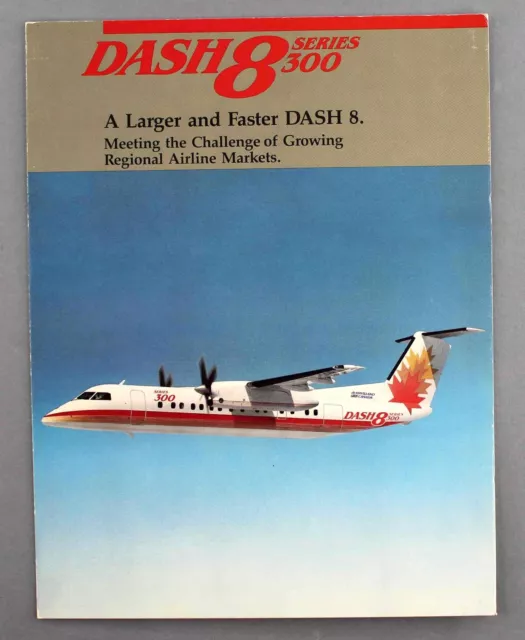 DASH 8 SERIES 300
A Larger and Faster DASH 8.
Meeting the Challenge of Growing
Regional Airline Markets.
SERIES
300
DASH 8 SERIES 300